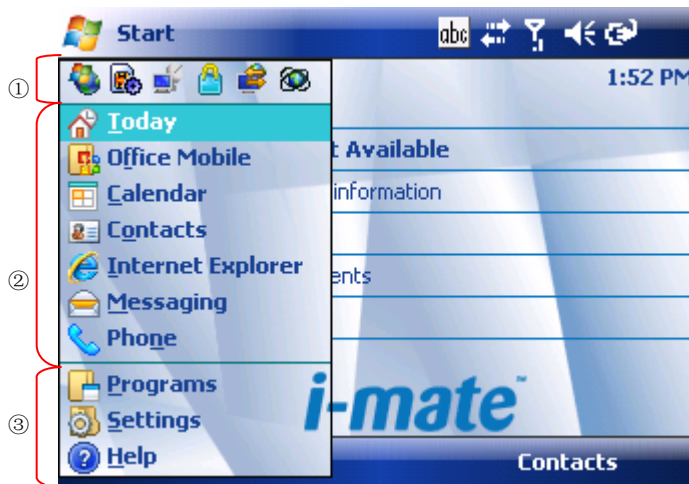 Start
abc
①
1:52 PM
Today
② Office Mobile
t Available
Calendar
information
Contacts
Internet Explorer
ents
Messaging
Phone
③ Programs
i-mate™
Settings
Help
Contacts